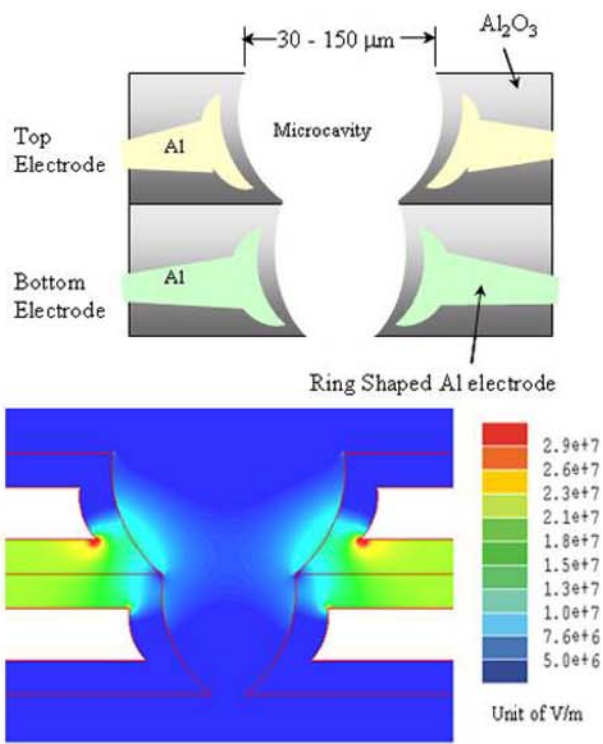 30 - 150 μm
Al₂O₃
Microcavity
Top
Electrode
Al
Bottom
Electrode
Al
Ring Shaped Al electrode
2.9e+7
2.6e+7
2.3e+7
2.1e+7
1.8e+7
1.5e+7
1.3e+7
1.0e+7
7.6e+6
5.0e+6
Unit of V/m